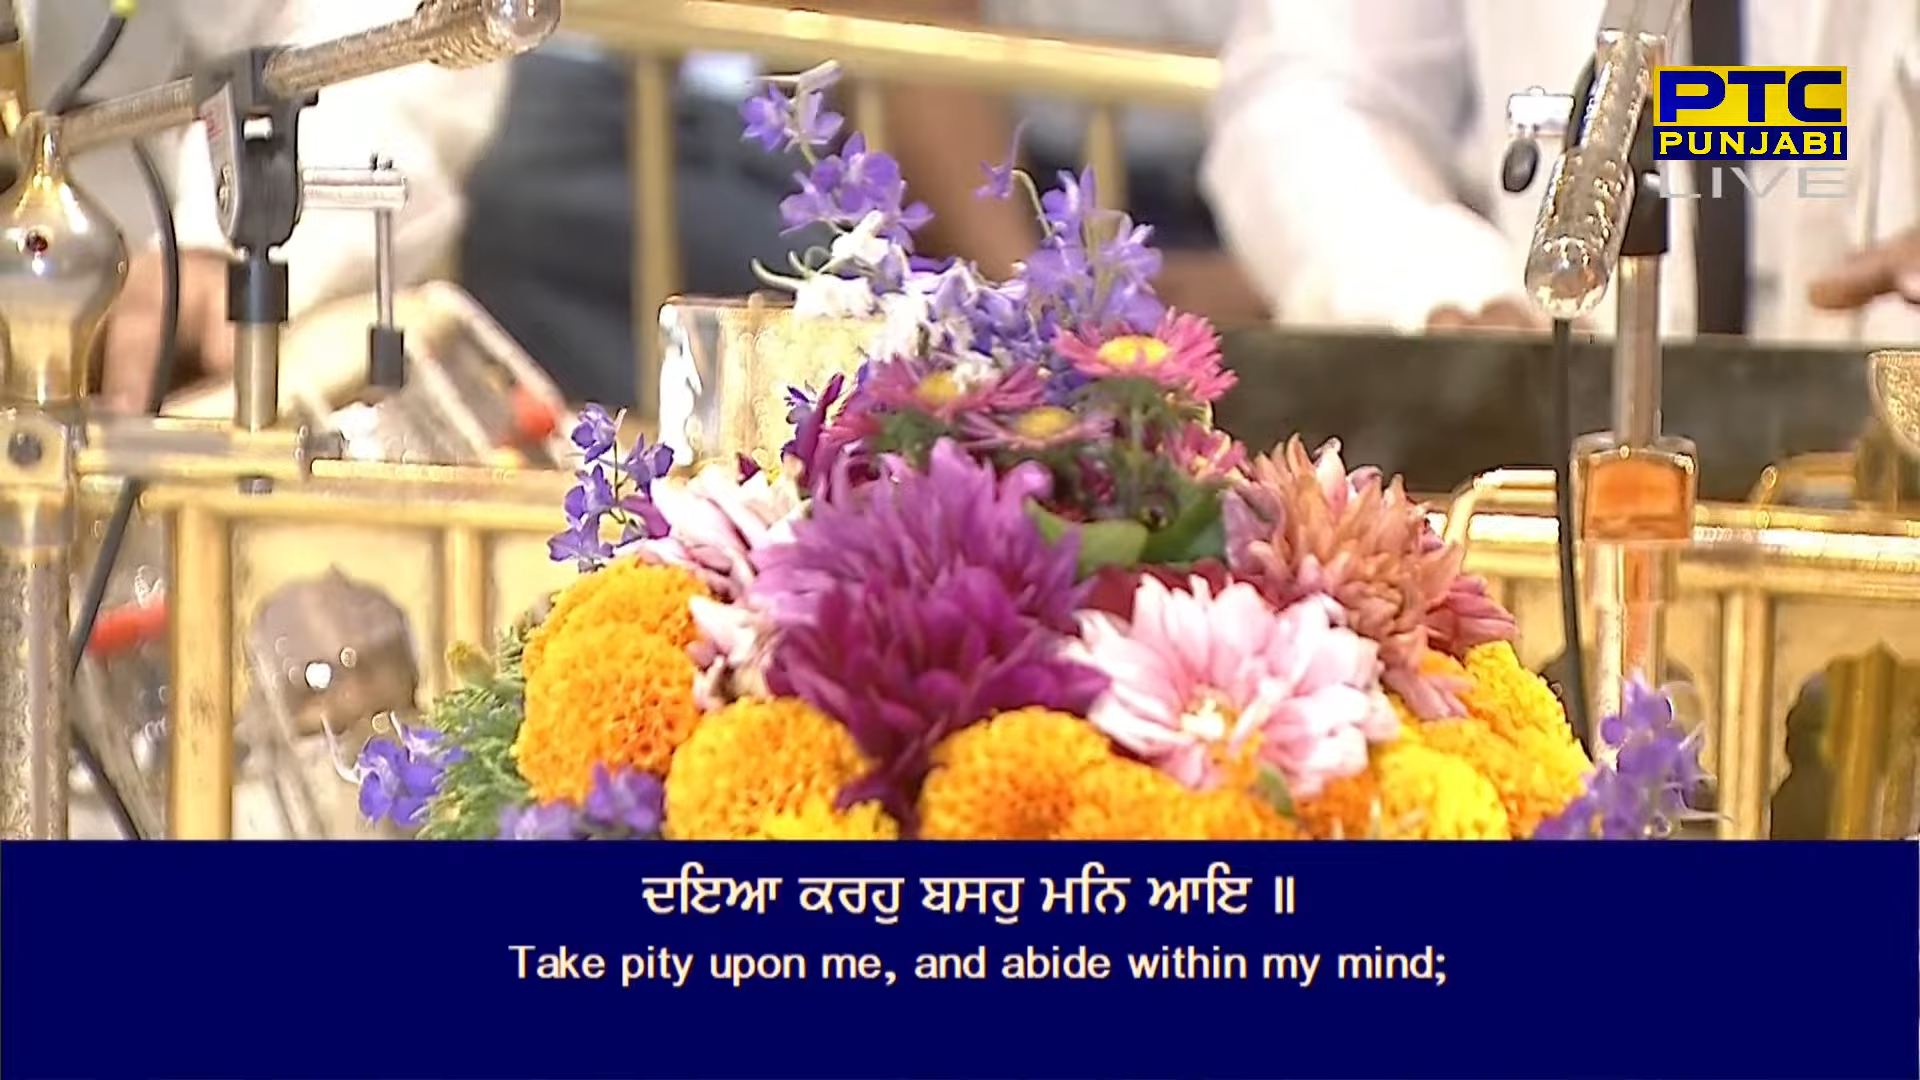 PTC
PUNJABI
LIVE
ਦਇਆ ਕਰਹੁ ਬਸਹੁ ਮਨਿ ਆਇ ॥
Take pity upon me, and abide within my mind;